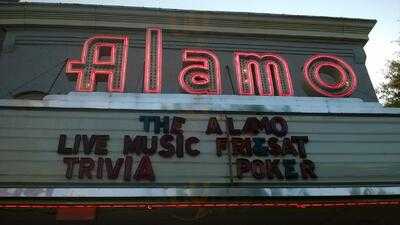 Alamo
THE ALAMO
LIVE MUSIC FRI&SAT
TRIVIA POKER